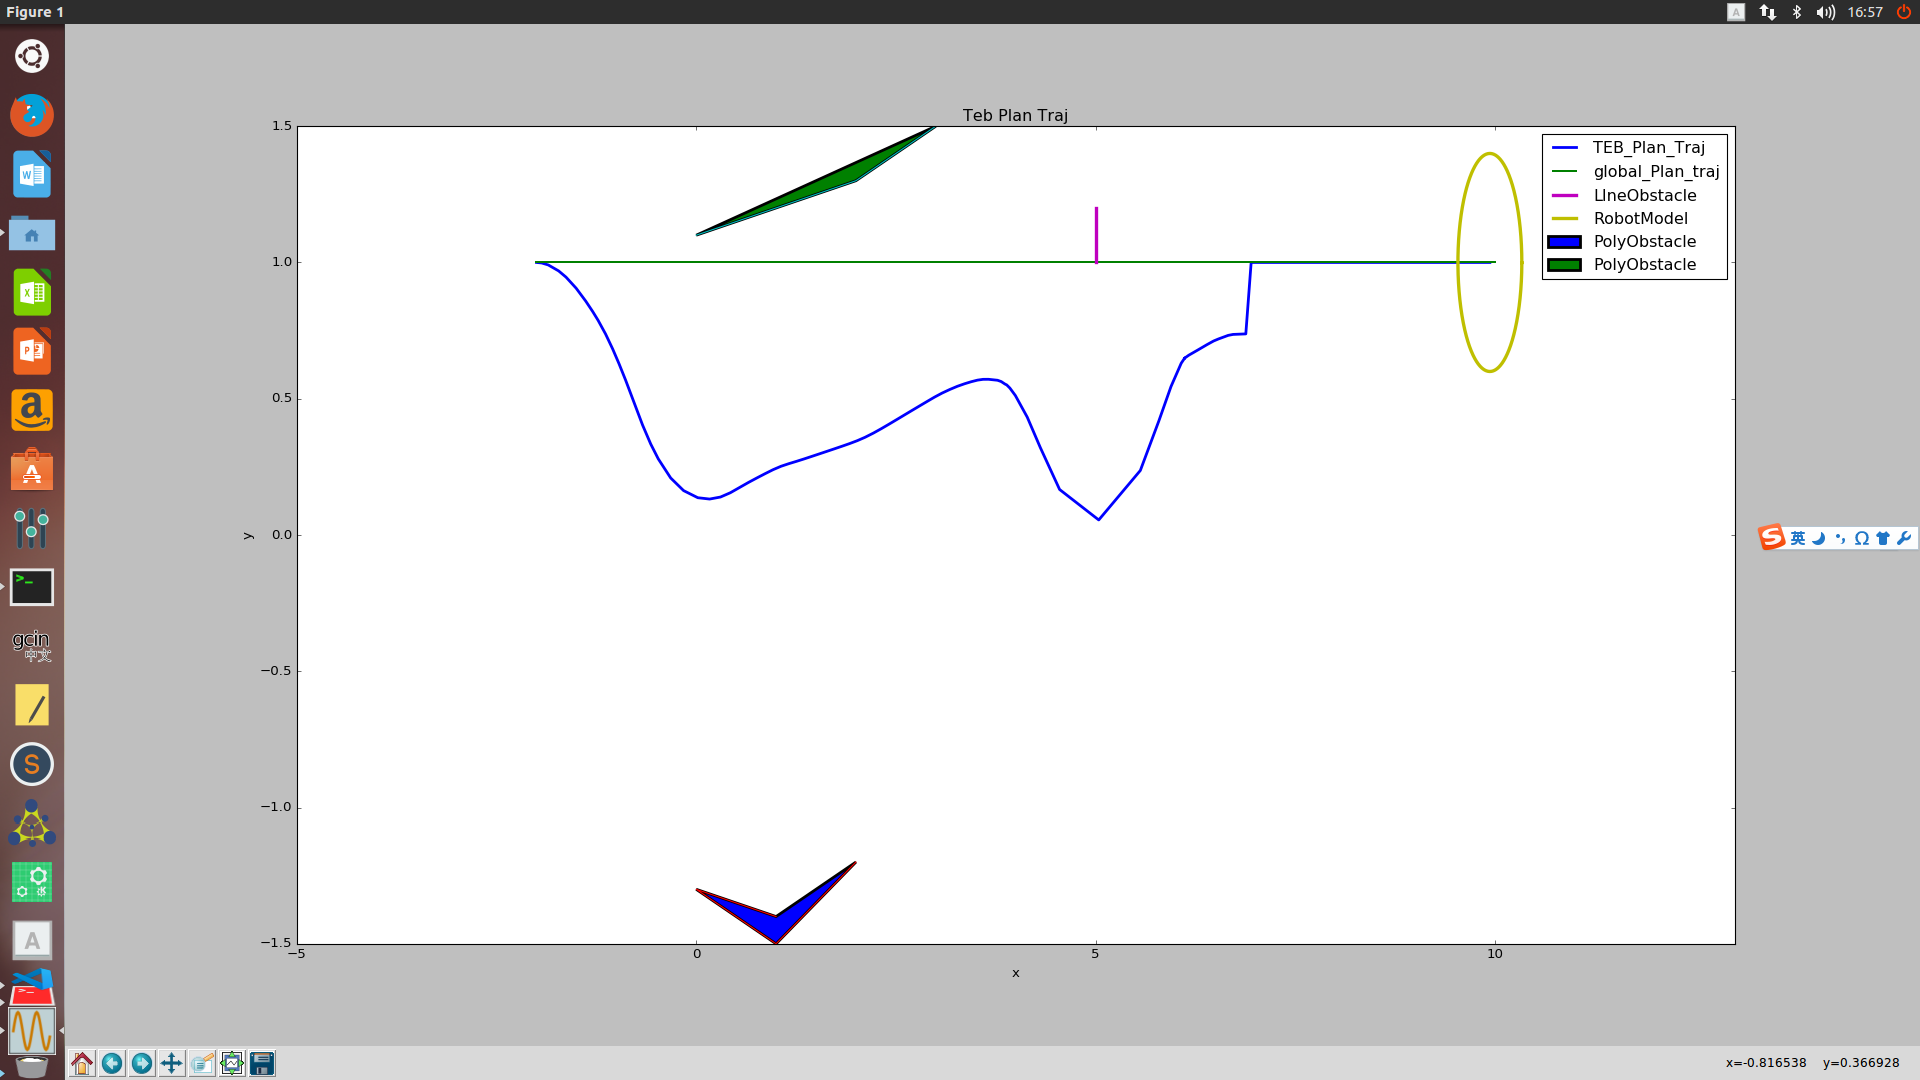 Figure 1
A
16:57
Teb Plan Traj
1.5
1.0
0.5
0.0
−0.5
−1.0
−1.5
y
−5
0
5
10
x
TEB_Plan_Traj
global_Plan_traj
LIneObstacle
RobotModel
PolyObstacle
PolyObstacle
W
X
P
a
A
>_
gcin
中文
S
A
>_
S 英
x=-0.816538 y=0.366928